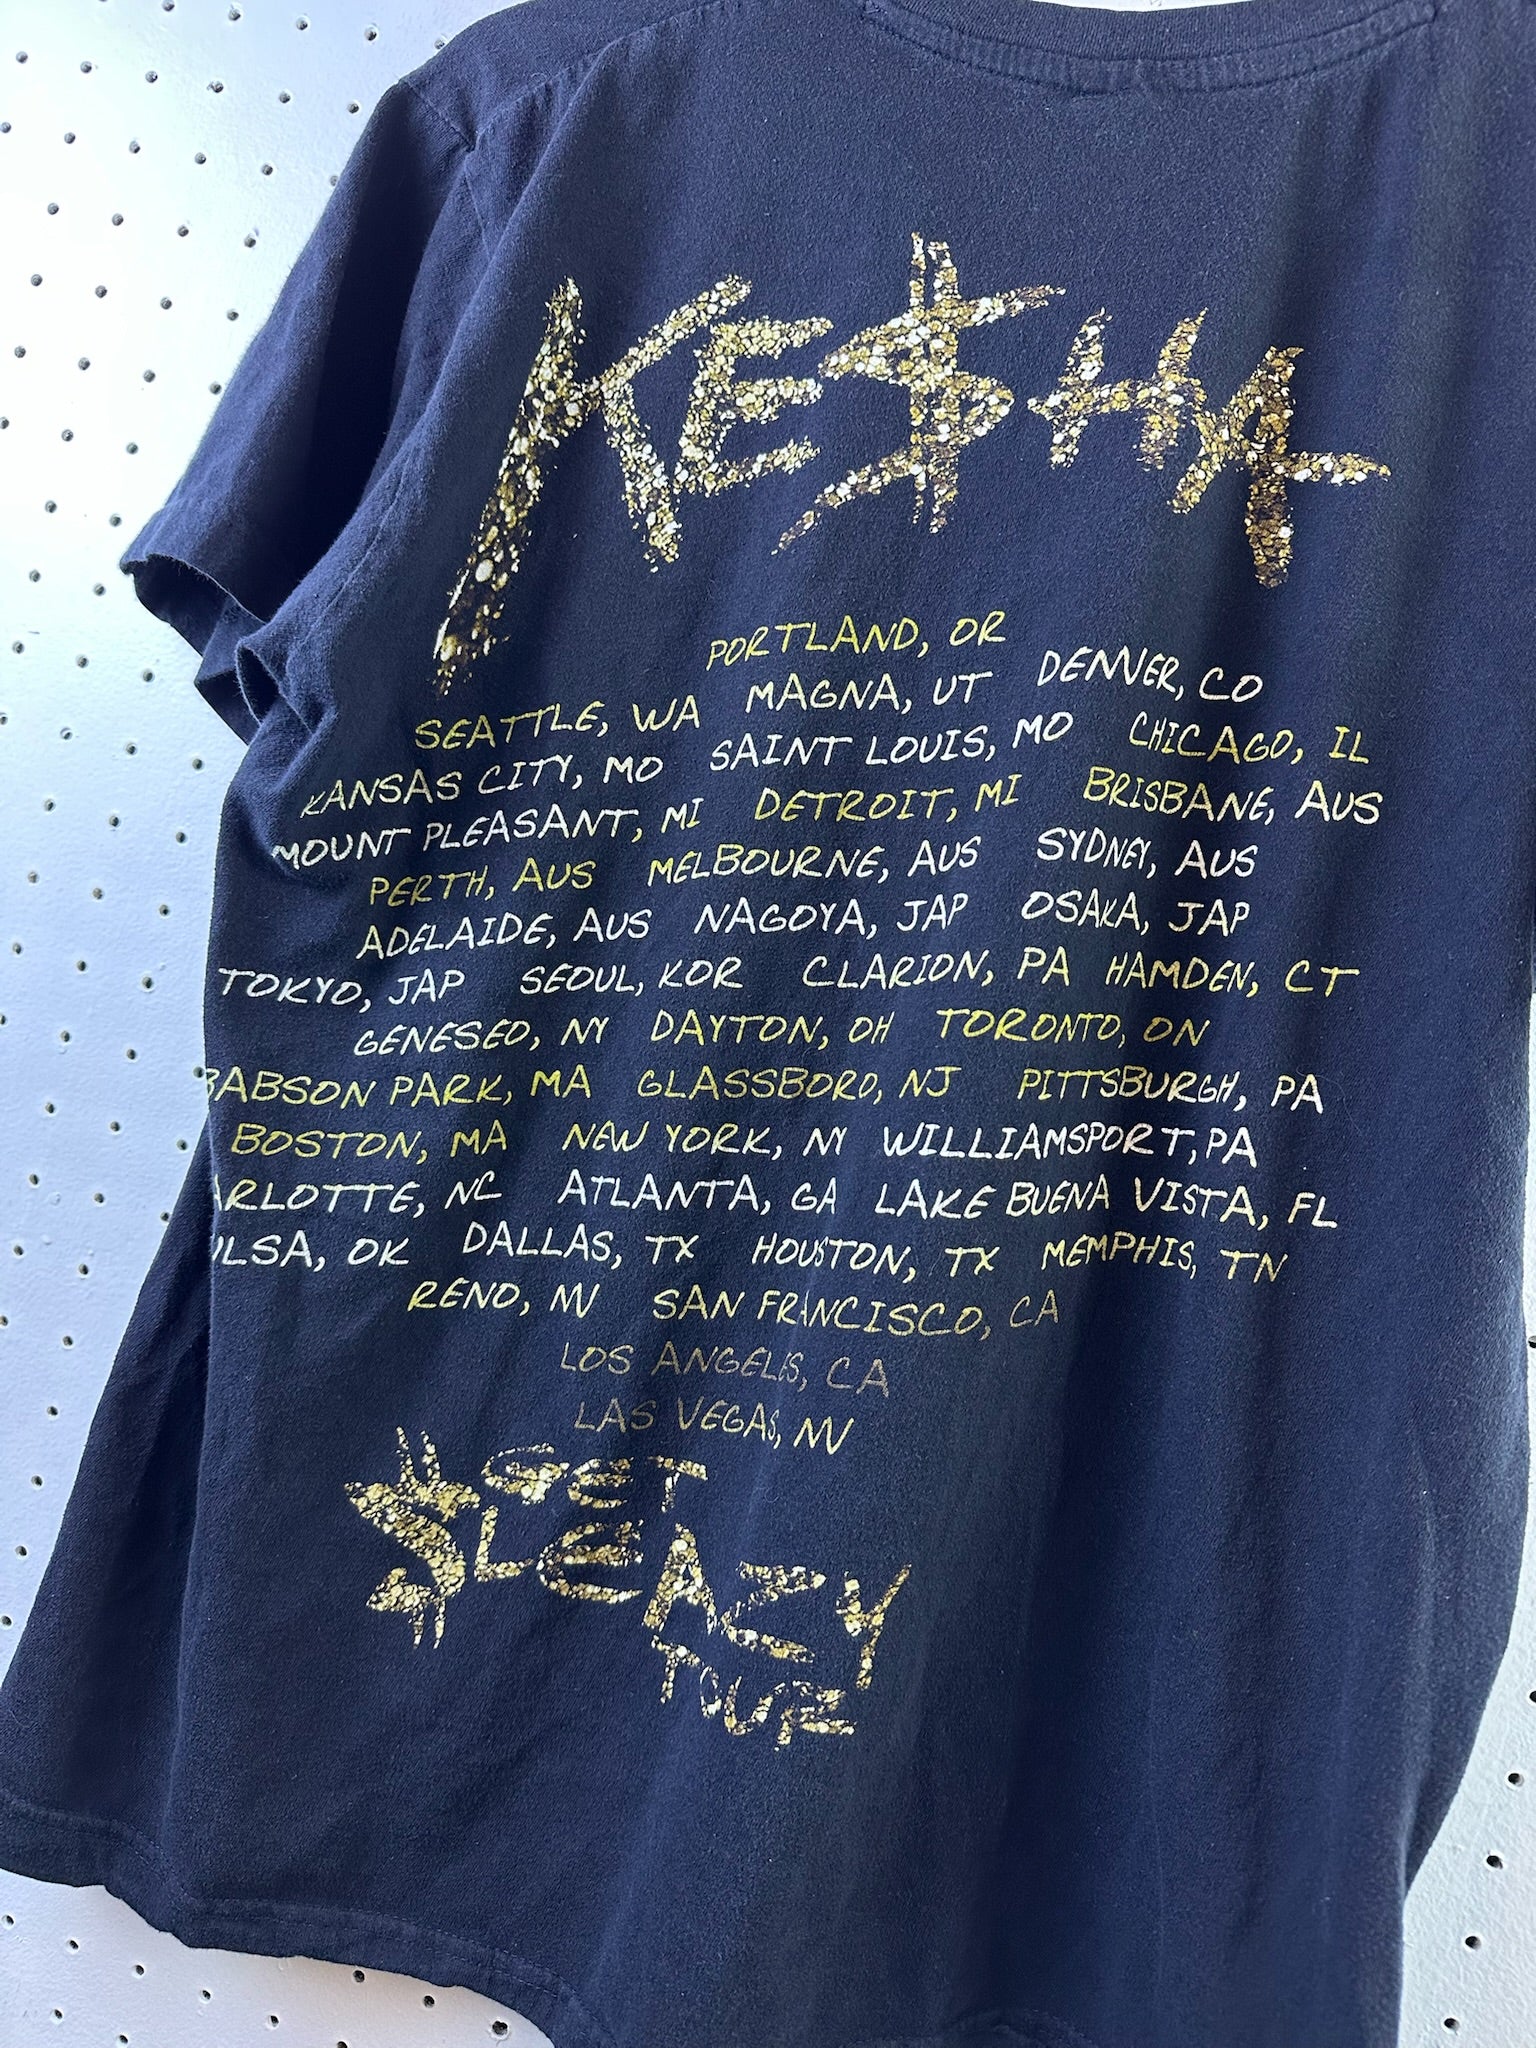 KE$HA
PORTLAND, OR
SEATTLE, WA MAGNA, UT DENVER, CO
KANSAS CITY, MO SAINT LOUIS, MO CHICAGO, IL
MOUNT PLEASANT, MI DETROIT, MI BRISBANE, AUS
PERTH, AUS MELBOURNE, AUS SYDNEY, AUS
ADELAIDE, AUS NAGOYA, JAP OSAKA, JAP
TOKYO, JAP SEOUL, KOR CLARION, PA HAMDEN, CT
GENESEO, NY DAYTON, OH TORONTO, ON
BABSON PARK, MA GLASSBORO, NJ PITTSBURGH, PA
BOSTON, MA NEW YORK, NY WILLIAMSPORT, PA
ARLOTTE, NC ATLANTA, GA LAKE BUENA VISTA, FL
ULSA, OK DALLAS, TX HOUSTON, TX MEMPHIS, TN
RENO, NV SAN FRANCISCO, CA
LOS ANGELES, CA
LAS VEGAS, NV
GET
$LEAZY
TOUR